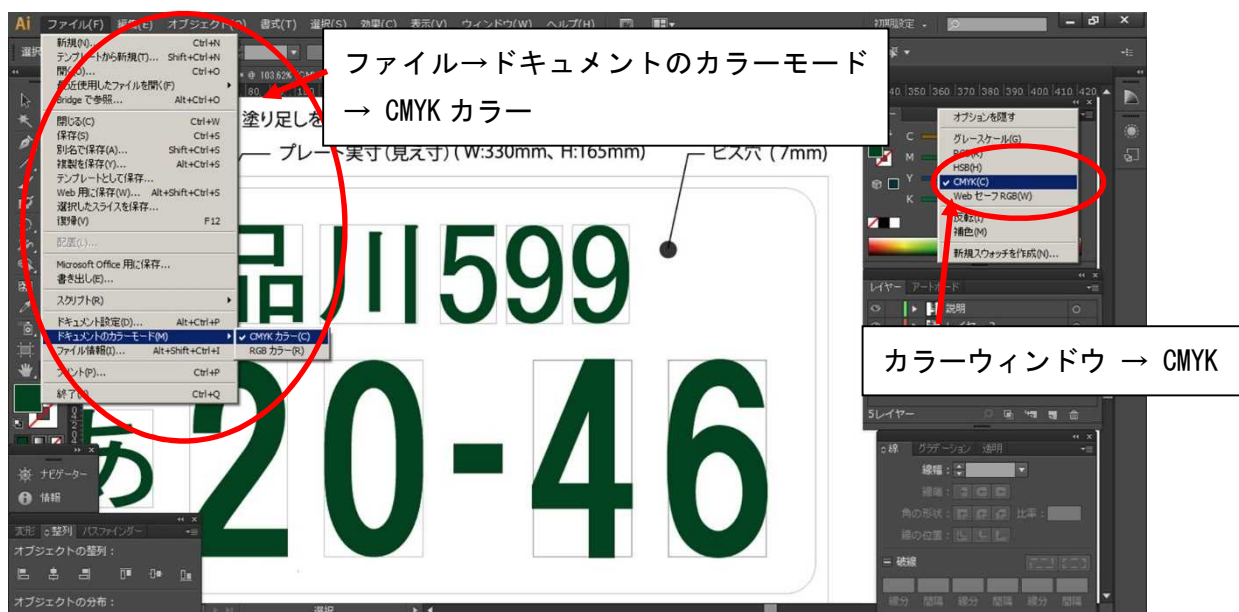 Ai ファイル(F) 編集(E) オブジェクト(O) 書式(T) 選択(S) 効果(C) 表示(V) ウィンドウ(W) ヘルプ(H)
初期設定
新規(N)... Ctrl+N
テンプレートから新規(T)... Shift+Ctrl+N
開く(O)... Ctrl+O
最近使用したファイルを開く(F)
Bridge で参照... Alt+Ctrl+O
閉じる(C) Ctrl+W
保存(S) Ctrl+S
別名で保存(A)... Shift+Ctrl+S
複製を保存(Y)... Alt+Ctrl+S
テンプレートとして保存...
Web 用に保存(W)... Alt+Shift+Ctrl+S
選択したスライスを保存...
復帰(V) F12
配置(L)...
Microsoft Office 用に保存...
書き出し(E)...
スクリプト(R)
ドキュメント設定(D)... Alt+Ctrl+P
ドキュメントのカラーモード(M)
CMYK カラー(C)
RGB カラー(R)
ファイル情報(I)... Alt+Shift+Ctrl+I
プリント(P)... Ctrl+P
終了(X) Ctrl+Q
ファイル→ドキュメントのカラーモード
→ CMYK カラー
350 360 370 380 390 400 410 420
塗り足しを
プレート実寸(見え寸)(W:330mm、H:165mm)
ビス穴(7mm)
品川599
め20-46
C
M
Y
K
オプションを隠す
グレースケール(G)
RGB(R)
HSB(H)
CMYK(C)
Web セーフ RGB(W)
反転(I)
補色(M)
新規スウォッチを作成(N)...
レイヤー アートボード
説明
カラーウィンドウ → CMYK
5レイヤー
線 グラデーション 透明
線幅：
線端：
角の形状： 比率：
線の位置：
破線
線分 間隔 線分 間隔 線分 間隔
ナビゲーター
情報
変形 整列 パスファインダー
オブジェクトの整列：
オブジェクトの分布：
選択